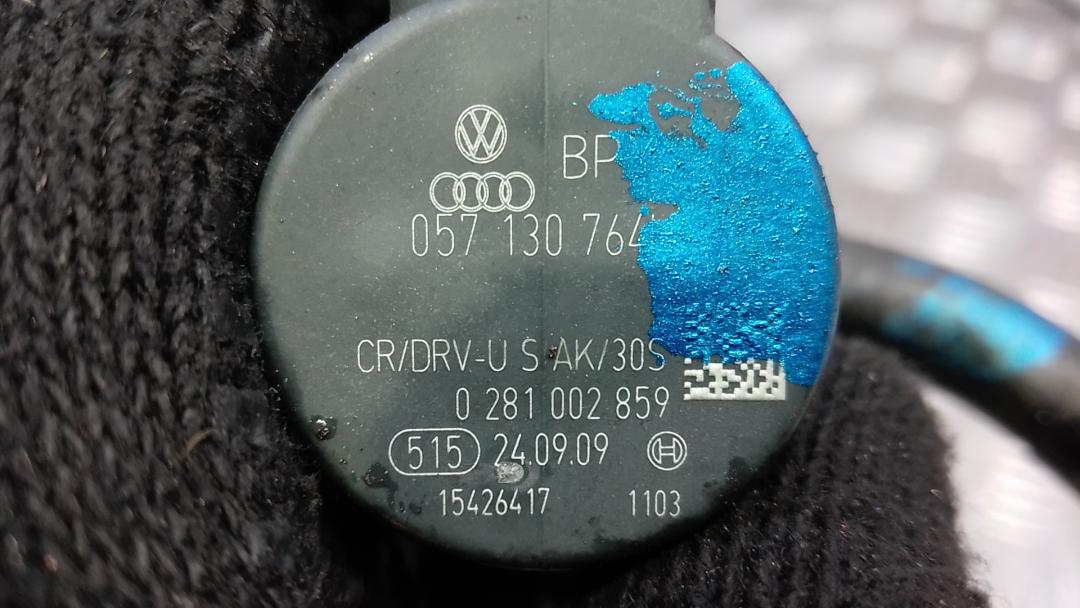 BP
057 130 764
CR/DRV-U S AK/30S
0 281 002 859
515 24.09.09
15426417 1103